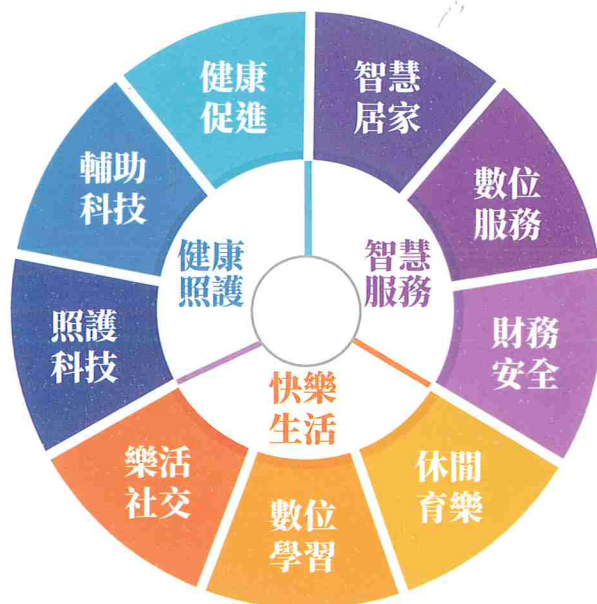 健康
促進
智慧
居家
輔助
科技
數位
服務
健康
照護
智慧
服務
照護
科技
財務
安全
快樂
生活
樂活
社交
休閒
育樂
數位
學習